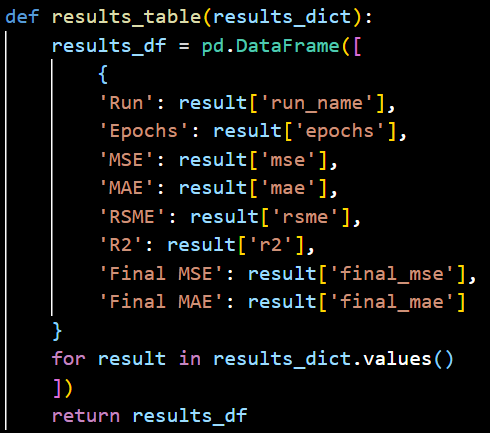 def results_table(results_dict):
    results_df = pd.DataFrame([
        {
        'Run': result['run_name'],
        'Epochs': result['epochs'],
        'MSE': result['mse'],
        'MAE': result['mae'],
        'RSME': result['rsme'],
        'R2': result['r2'],
        'Final MSE': result['final_mse'],
        'Final MAE': result['final_mae']
    }
    for result in results_dict.values()
    ])
    return results_df